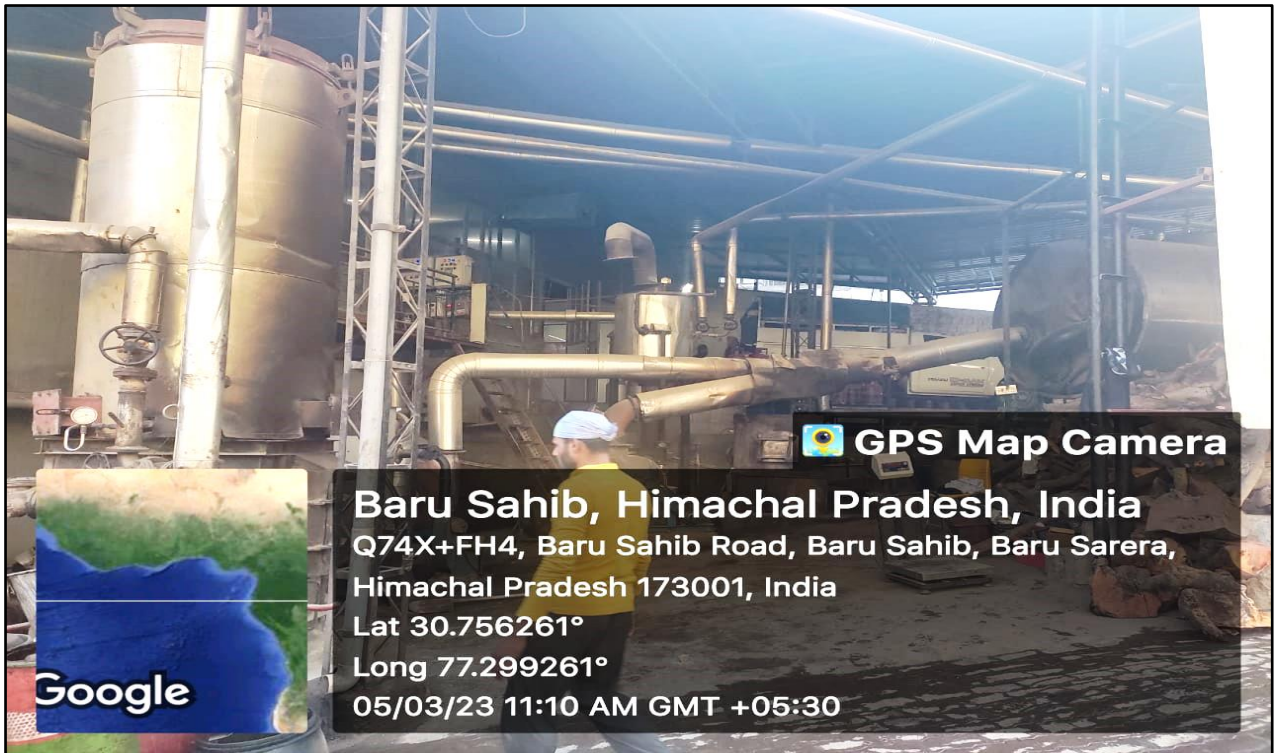 GPS Map Camera
Baru Sahib, Himachal Pradesh, India
Q74X+FH4, Baru Sahib Road, Baru Sahib, Baru Sarera,
Himachal Pradesh 173001, India
Lat 30.756261°
Long 77.299261°
05/03/23 11:10 AM GMT +05:30
Google